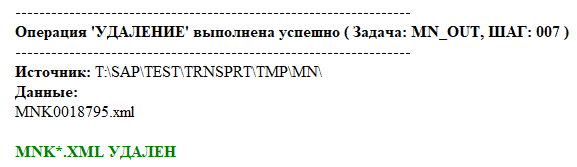 ------------------------------------------------------------------
Операция 'УДАЛЕНИЕ' выполнена успешно ( Задача: MN_OUT, ШАГ: 007 )
------------------------------------------------------------------
Источник: T:\SAP\TEST\TRNSPRT\TMP\MN\
Данные:
MNK0018795.xml
MNK*.XML УДАЛЕН